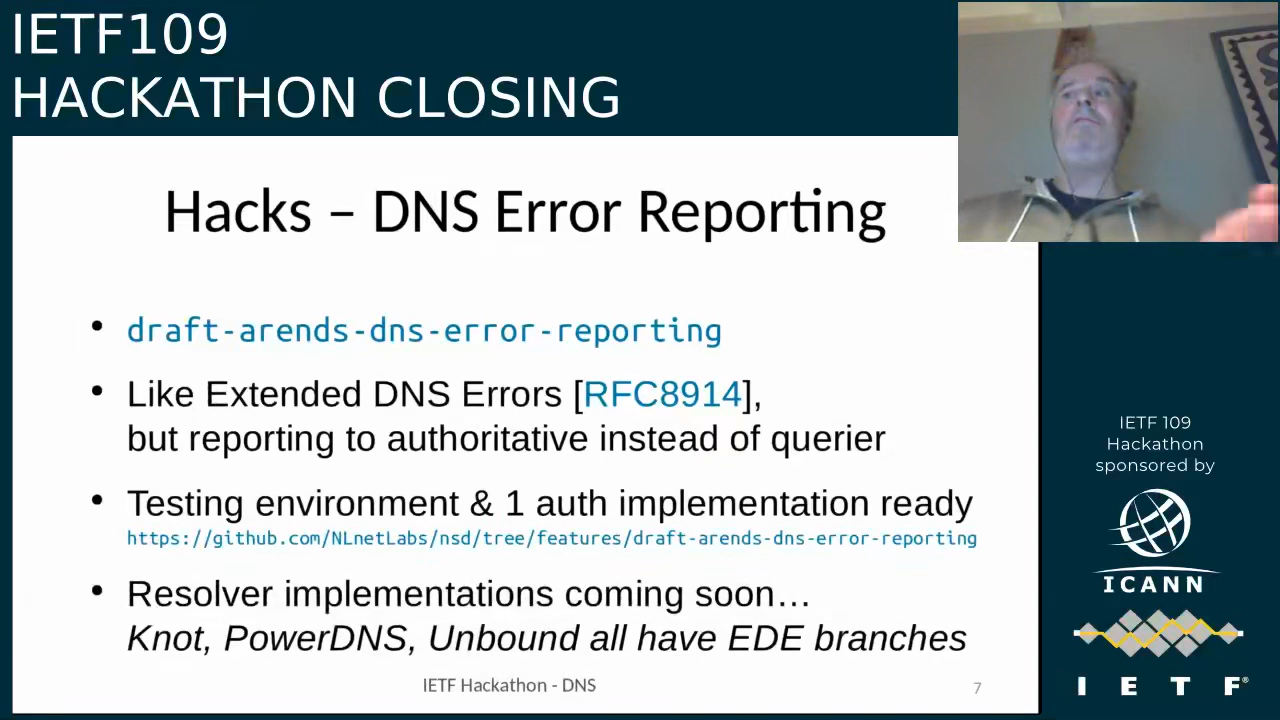 IETF109
HACKATHON CLOSING
Hacks – DNS Error Reporting
• draft-arends-dns-error-reporting
• Like Extended DNS Errors [RFC8914],
but reporting to authoritative instead of querier
• Testing environment & 1 auth implementation ready
https://github.com/NLnetLabs/nsd/tree/features/draft-arends-dns-error-reporting
• Resolver implementations coming soon…
Knot, PowerDNS, Unbound all have EDE branches
IETF Hackathon - DNS
7
IETF 109
Hackathon
sponsored by
ICANN
I E T F®